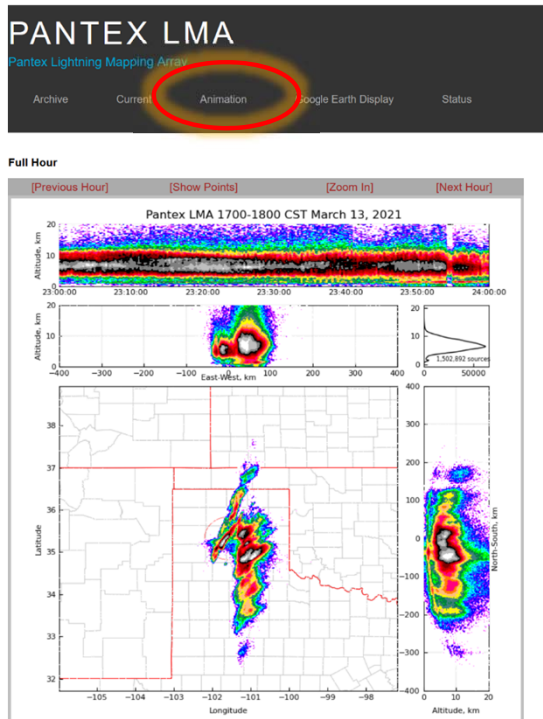 PANTEX LMA
Pantex Lightning Mapping Array
Archive Current Animation Google Earth Display Status
Full Hour
[Previous Hour] [Show Points] [Zoom In] [Next Hour]
Pantex LMA 1700-1800 CST March 13, 2021
Altitude, km
20
10
0
23:00:00 23:10:00 23:20:00 23:30:00 23:40:00 23:50:00 24:00:00
Altitude, km
20
10
0
−400 −300 −200 −100 0 100 200 300 400
East-West, km
20
10
0
1,502,892 sources
0 50000
Latitude
38
37
36
35
34
33
32
−105 −104 −103 −102 −101 −100 −99 −98
Longitude
400
300
200
100
0
−100
−200
−300
−400
North-South, km
0 10 20
Altitude, km